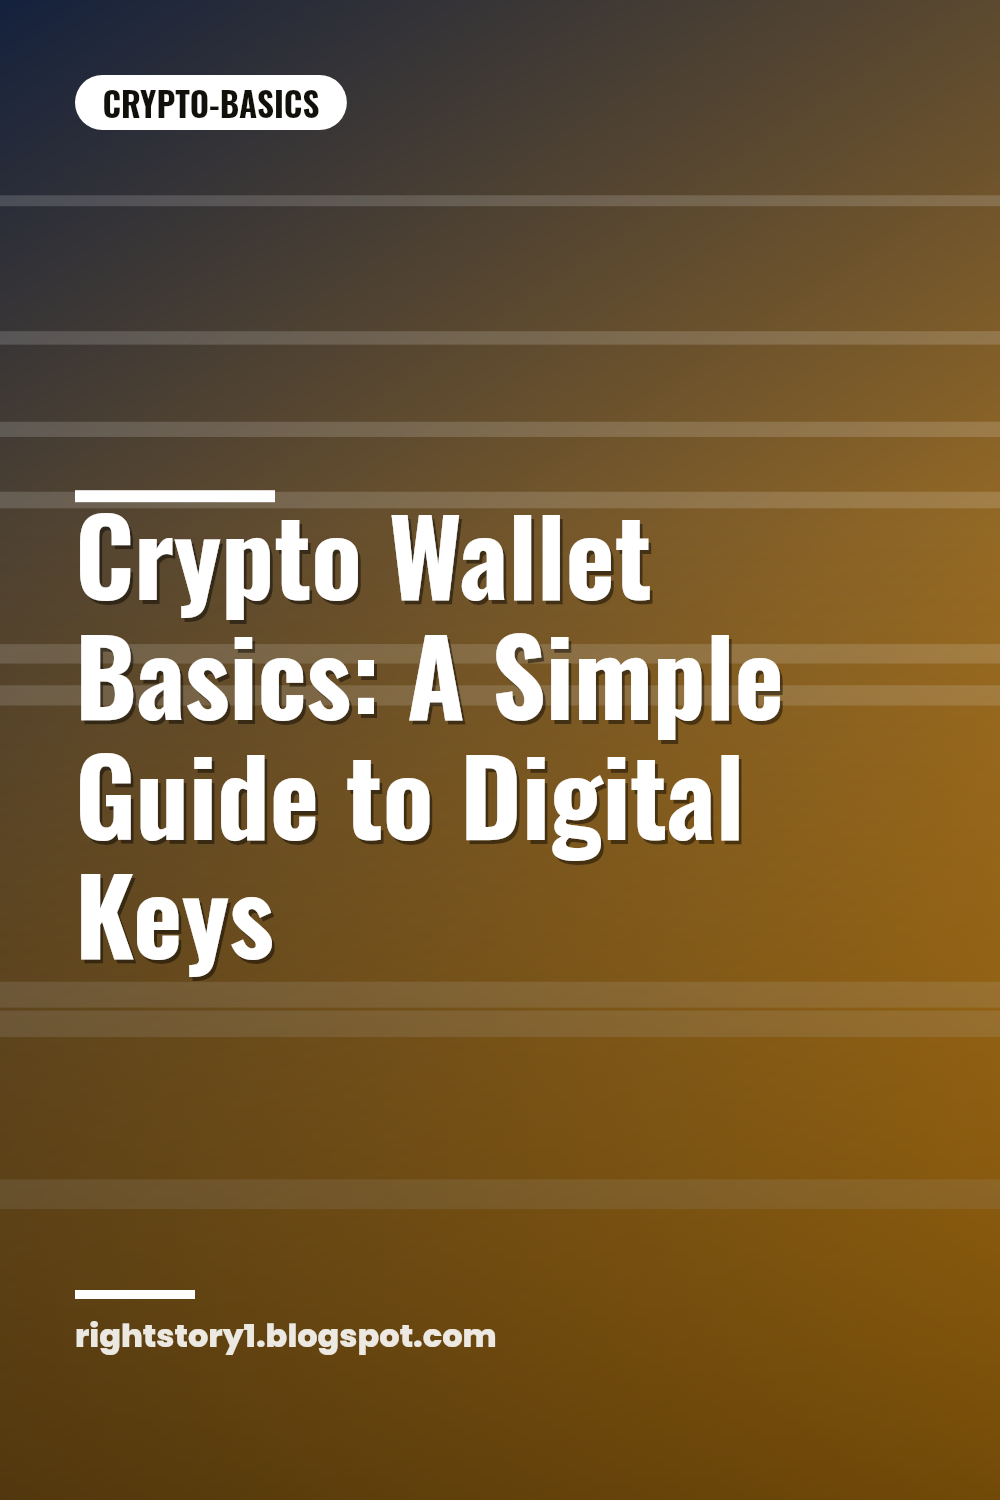 CRYPTO-BASICS
Crypto Wallet
Basics: A Simple
Guide to Digital
Keys
rightstory1.blogspot.com